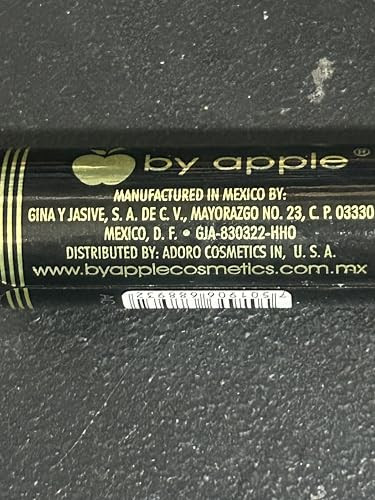 by apple®
MANUFACTURED IN MEXICO BY:
GINA Y JASIVE, S. A. DE C. V., MAYORAZGO NO. 23, C. P. 03330
MEXICO, D. F. • GJA-830322-HHO
DISTRIBUTED BY: ADORO COSMETICS IN, U. S. A.
www.byapplecosmetics.com.mx
7501906688932